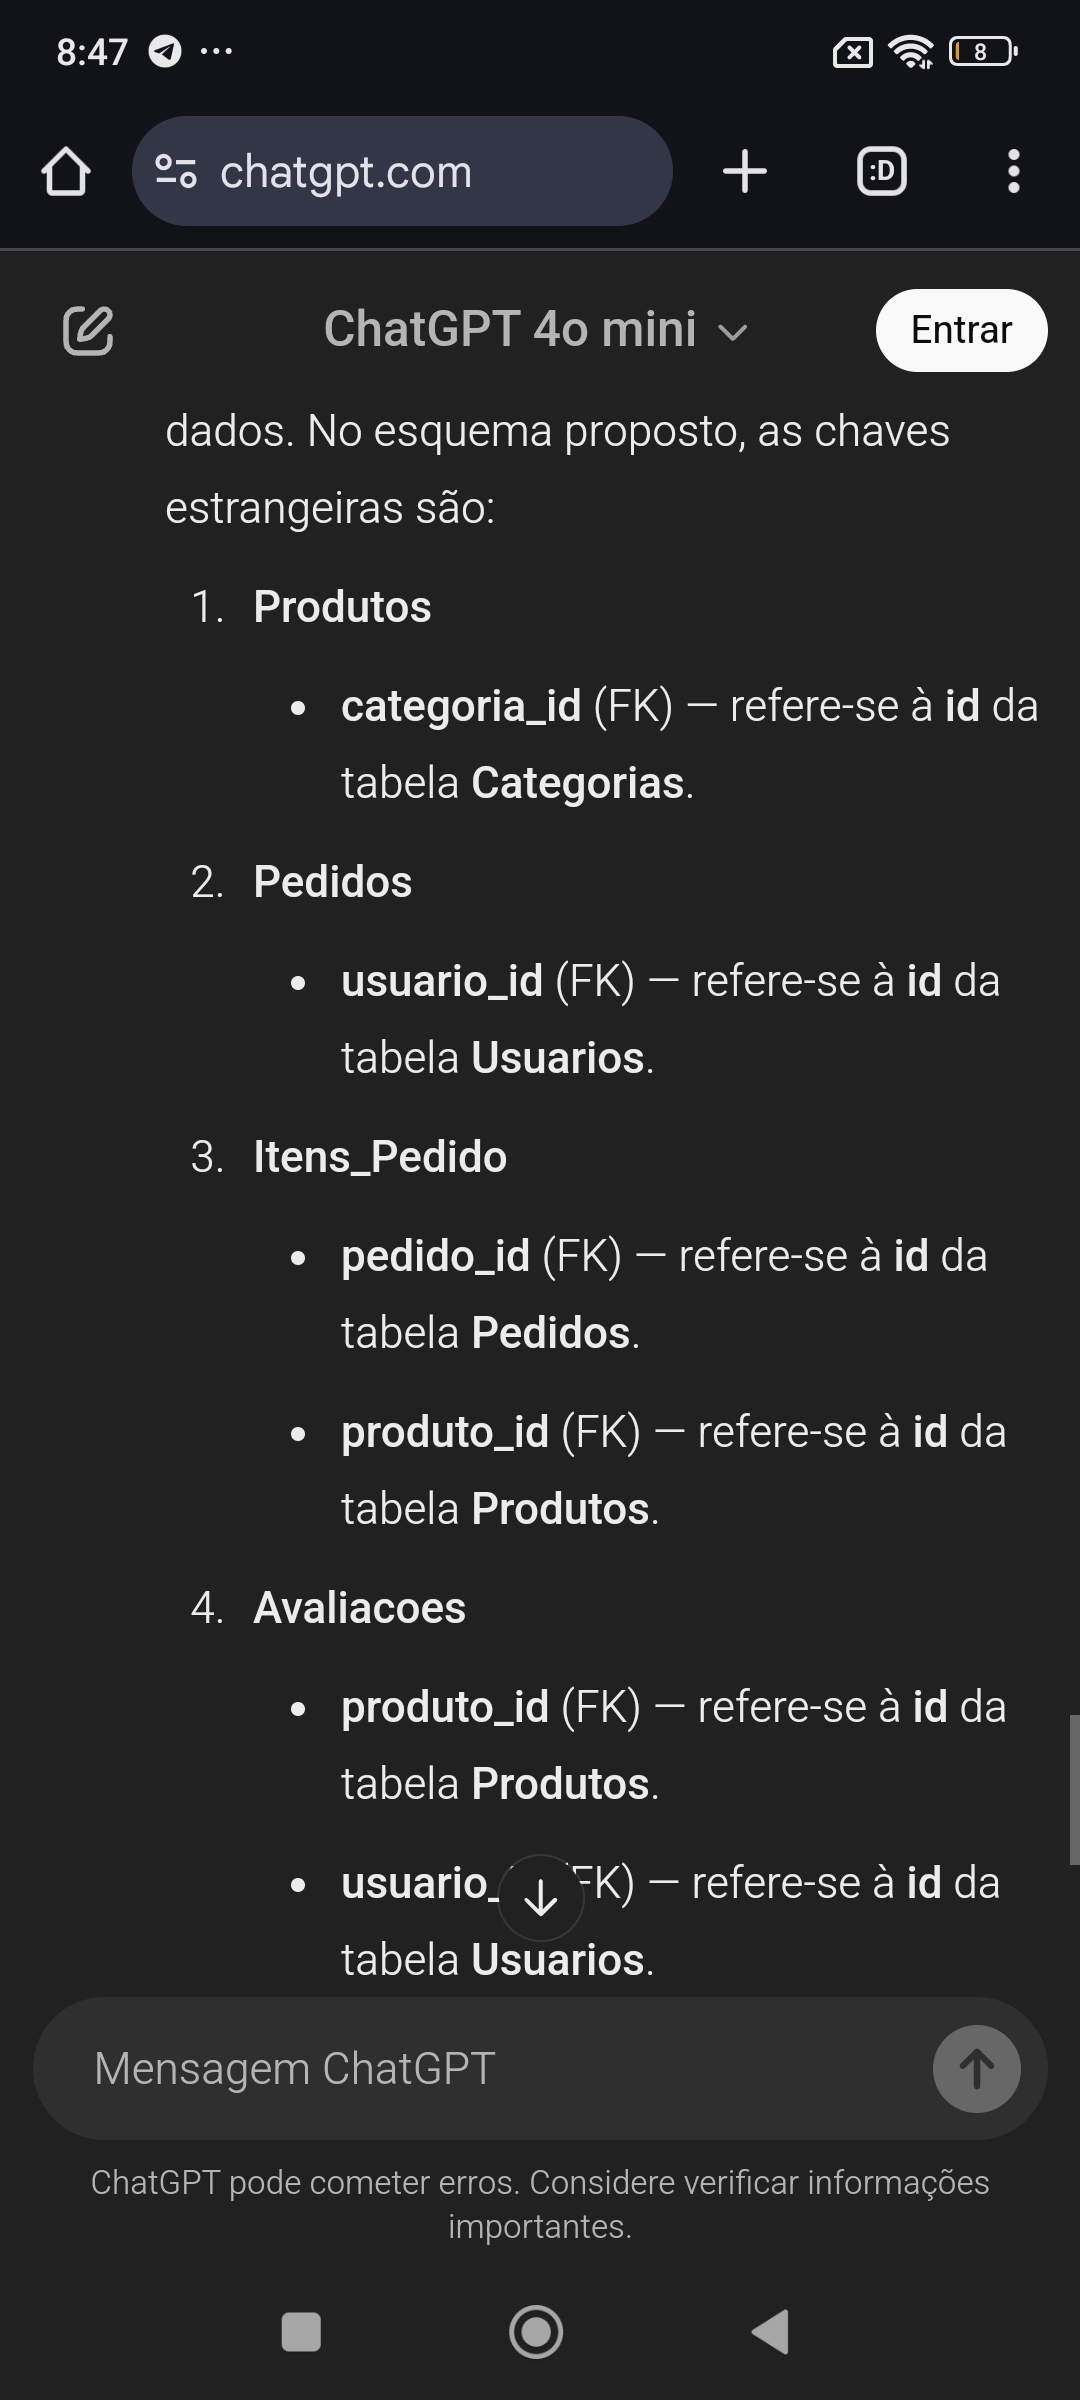 8:47
8
chatgpt.com
:D
ChatGPT 4o mini
Entrar
dados. No esquema proposto, as chaves
estrangeiras são:
1. Produtos
• categoria_id (FK) — refere-se à id da
tabela Categorias.
2. Pedidos
• usuario_id (FK) — refere-se à id da
tabela Usuarios.
3. Itens_Pedido
• pedido_id (FK) — refere-se à id da
tabela Pedidos.
• produto_id (FK) — refere-se à id da
tabela Produtos.
4. Avaliacoes
• produto_id (FK) — refere-se à id da
tabela Produtos.
• usuario_ FK) — refere-se à id da
tabela Usuarios.
Mensagem ChatGPT
ChatGPT pode cometer erros. Considere verificar informações
importantes.